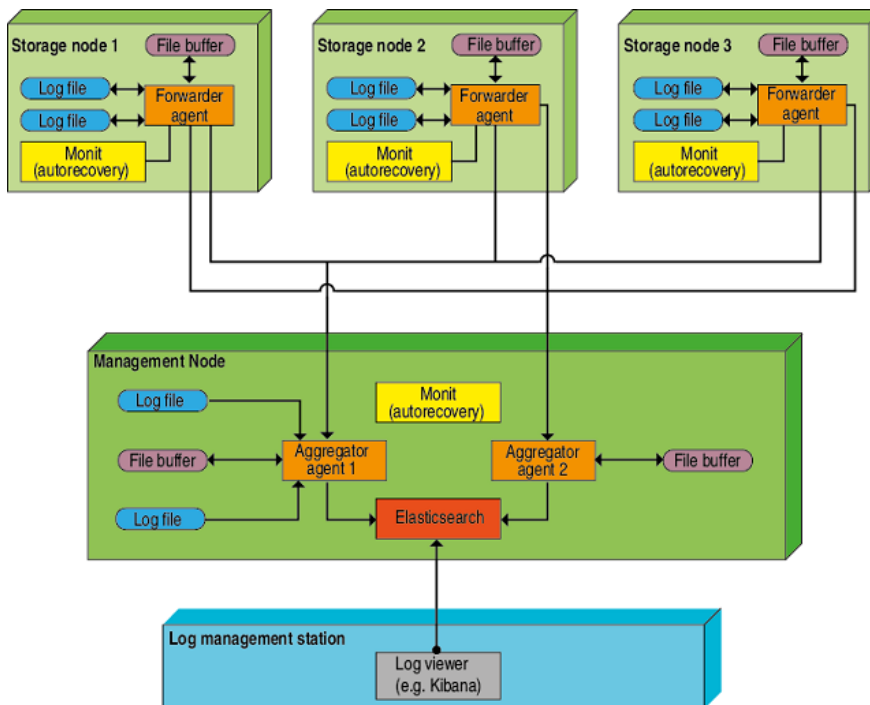 Storage node 1
File buffer
Log file
Forwarder
agent
Log file
Monit
(autorecovery)
Storage node 2
File buffer
Log file
Forwarder
agent
Log file
Monit
(autorecovery)
Storage node 3
File buffer
Log file
Forwarder
agent
Log file
Monit
(autorecovery)
Management Node
Log file
Monit
(autorecovery)
File buffer
Aggregator
agent 1
Aggregator
agent 2
File buffer
Log file
Elasticsearch
Log management station
Log viewer
(e.g. Kibana)